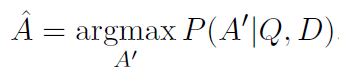 Â = argmax P(A′|Q, D).
A′